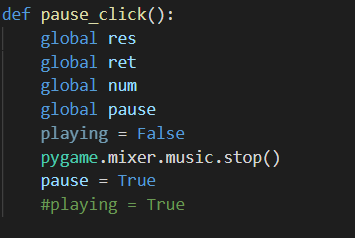 def pause_click():
    global res
    global ret
    global num
    global pause
    playing = False
    pygame.mixer.music.stop()
    pause = True
    #playing = True